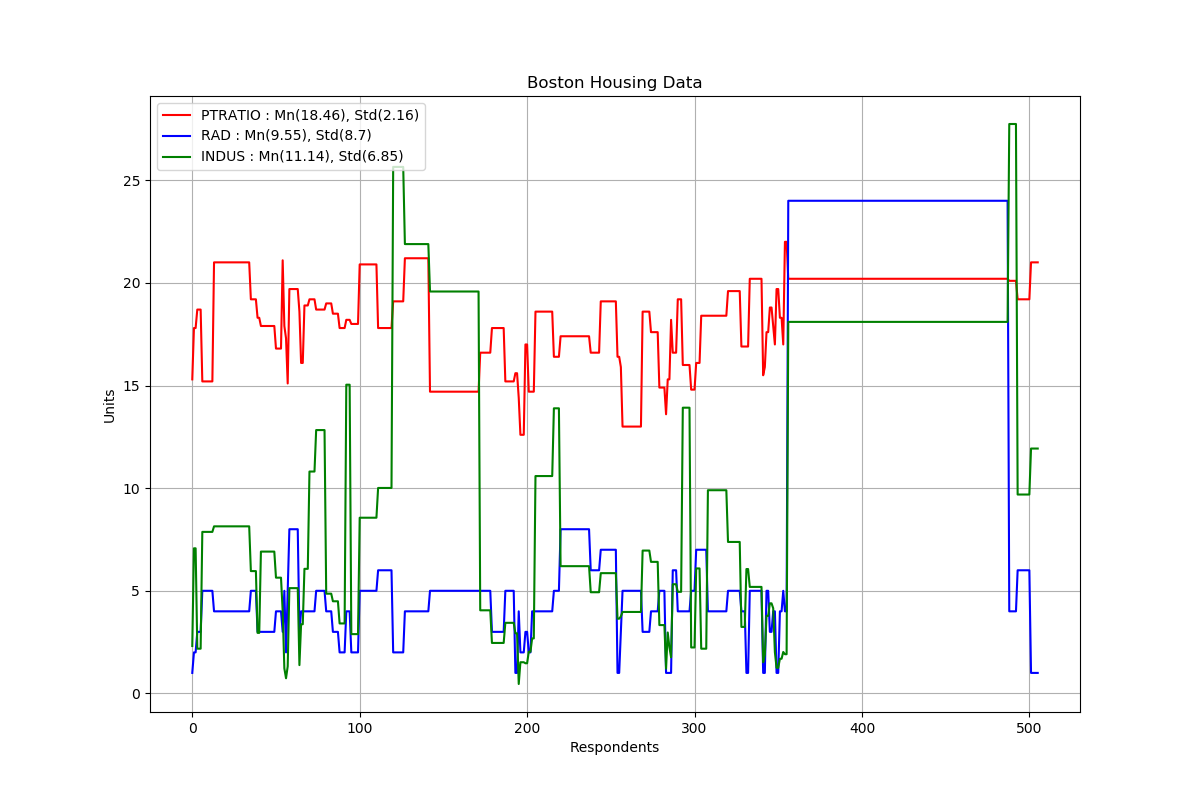 Boston Housing Data
PTRATIO : Mn(18.46), Std(2.16)
RAD : Mn(9.55), Std(8.7)
INDUS : Mn(11.14), Std(6.85)
25
20
15
10
5
0
Units
0 100 200 300 400 500
Respondents